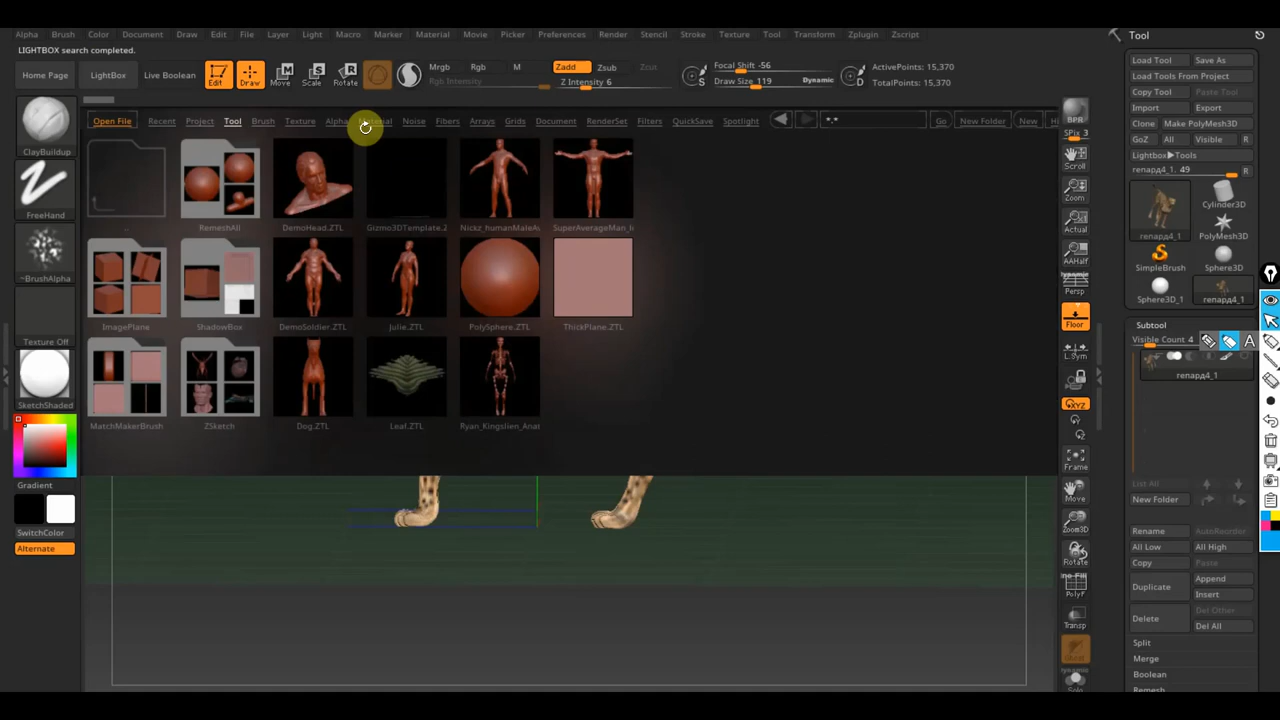 Alpha Brush Color Document Draw Edit File Layer Light Macro Marker Material Movie Picker Preferences Render Stencil Stroke Texture Tool Transform Zplugin Zscript
Tool
LIGHTBOX search completed.
Home Page LightBox Live Boolean Edit Draw Move Scale Rotate
Mrgb Rgb M Zadd Zsub Zcut
Rgb Intensity Z Intensity 6
S Focal Shift -56
Draw Size 119 Dynamic D
ActivePoints: 15,370
TotalPoints: 15,370
Load Tool Save As
Load Tools From Project
Copy Tool Paste Tool
Import Export
Clone Make PolyMesh3D
GoZ All Visible R
Lightbox▶Tools
гепард4_1. 49 R
Cylinder3D
гепард4_1 PolyMesh3D
SimpleBrush Sphere3D
Sphere3D_1 гепард4_1
Subtool
Visible Count 4
A
гепард4_1
List All
New Folder
Rename AutoReorder
All Low All High
Copy Paste
Duplicate Append
Insert
Delete Del Other
Del All
Split
Merge
Boolean
Remesh
Open File Recent Project Tool Brush Texture Alpha Material Noise Fibers Arrays Grids Document RenderSet Filters QuickSave Spotlight Go New Folder New
..
RemeshAll DemoHead.ZTL Gizmo3DTemplate.Z Nickz_humanMaleAv SuperAverageMan_l
ImagePlane ShadowBox DemoSoldier.ZTL Julie.ZTL PolySphere.ZTL ThickPlane.ZTL
MatchMakerBrush ZSketch Dog.ZTL Leaf.ZTL Ryan_Kingslien_Anat
ClayBuildup
FreeHand
~BrushAlpha
Texture Off
SketchShaded
Gradient
SwitchColor
Alternate
BPR
SPix 3
Scroll
Zoom
Actual
AAHalf
Dynamic
Persp
Floor
L.Sym
XYZ
Frame
Move
Zoom3D
Rotate
PolyF
Transp
Ghost
Solo